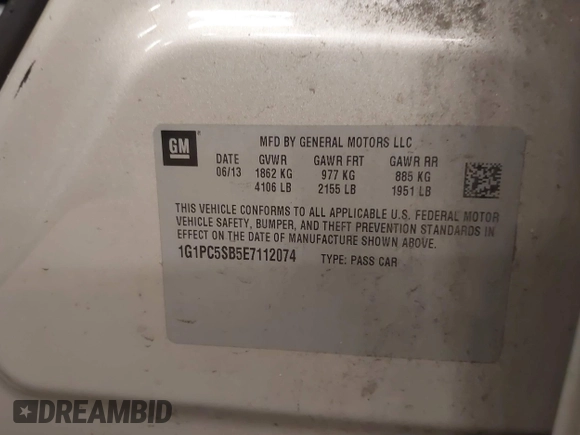 GM
MFD BY GENERAL MOTORS LLC
DATE GVWR GAWR FRT GAWR RR
06/13 1862 KG 977 KG 885 KG
4106 LB 2155 LB 1951 LB
THIS VEHICLE CONFORMS TO ALL APPLICABLE U.S. FEDERAL MOTOR
VEHICLE SAFETY, BUMPER, AND THEFT PREVENTION STANDARDS IN
EFFECT ON THE DATE OF MANUFACTURE SHOWN ABOVE.
1G1PC5SB5E7112074 TYPE: PASS CAR
DREAMBID